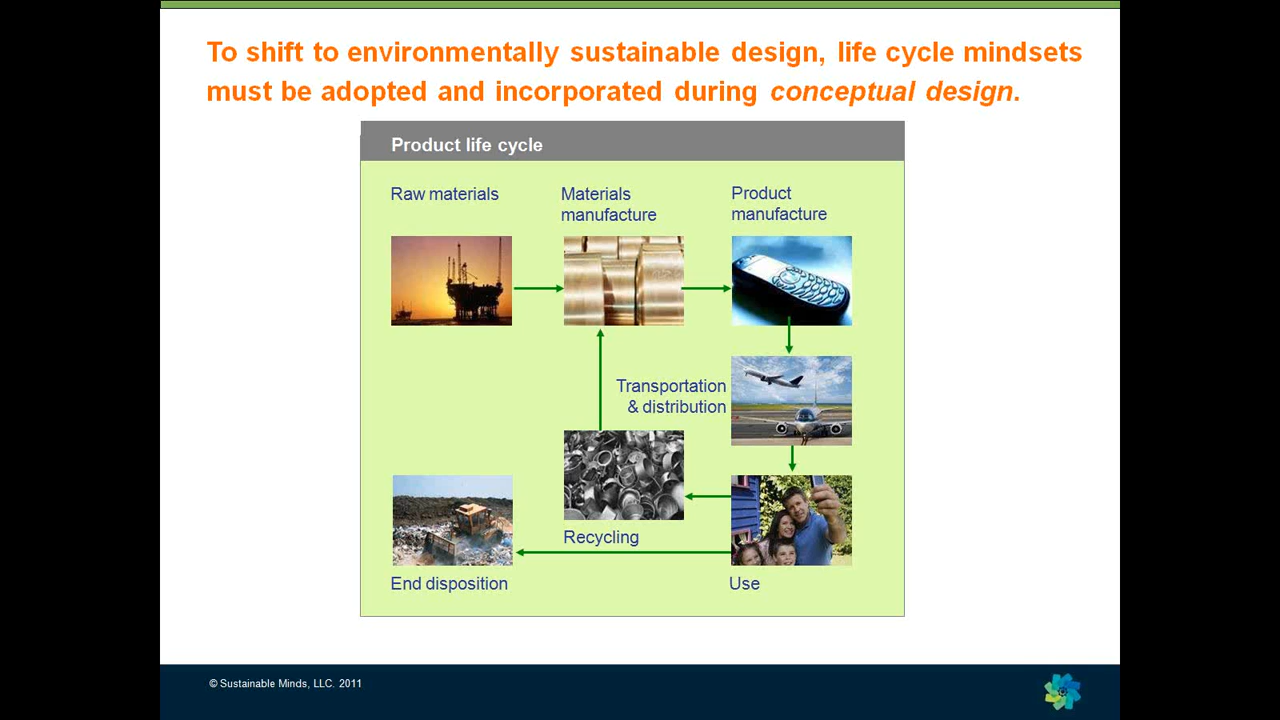 To shift to environmentally sustainable design, life cycle mindsets
must be adopted and incorporated during conceptual design.
Product life cycle
Raw materials
Materials
manufacture
Product
manufacture
Transportation
& distribution
Recycling
End disposition
Use
© Sustainable Minds, LLC. 2011